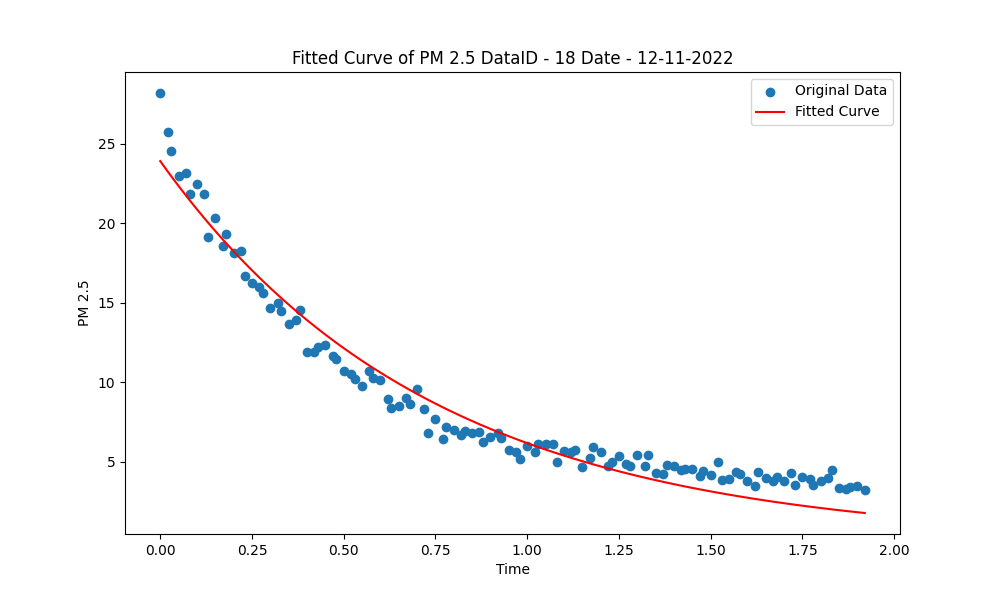 Fitted Curve of PM 2.5 DataID - 18 Date - 12-11-2022
Original Data
Fitted Curve
25
20
15
10
5
PM 2.5
0.00 0.25 0.50 0.75 1.00 1.25 1.50 1.75 2.00
Time